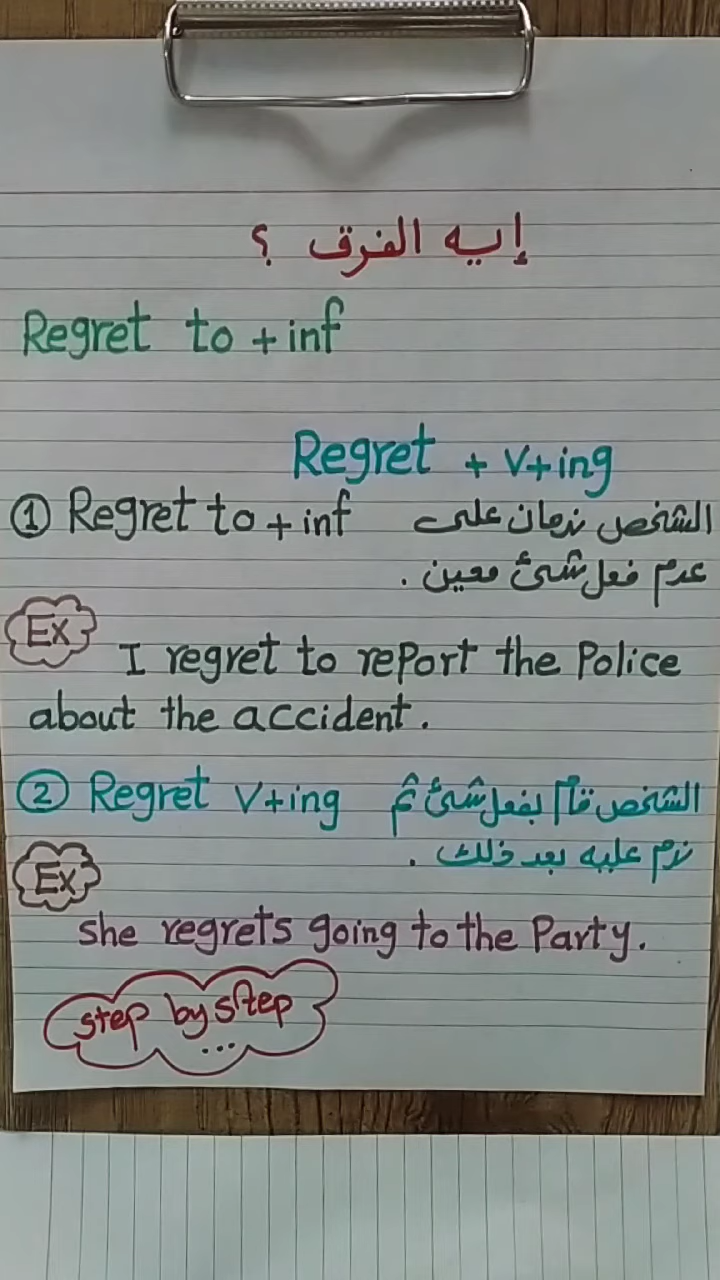 إيه الفرق ؟
Regret to + inf
Regret + V+ing
① Regret to + inf الشخص نزمان على
عدم فعل شئ معين .
Ex I regret to report the Police
about the accident.
② Regret V+ing الشخص قام بفعل شئ ثم
نزم عليه بعد ذلك .
Ex
she regrets going to the Party.
step by step
...